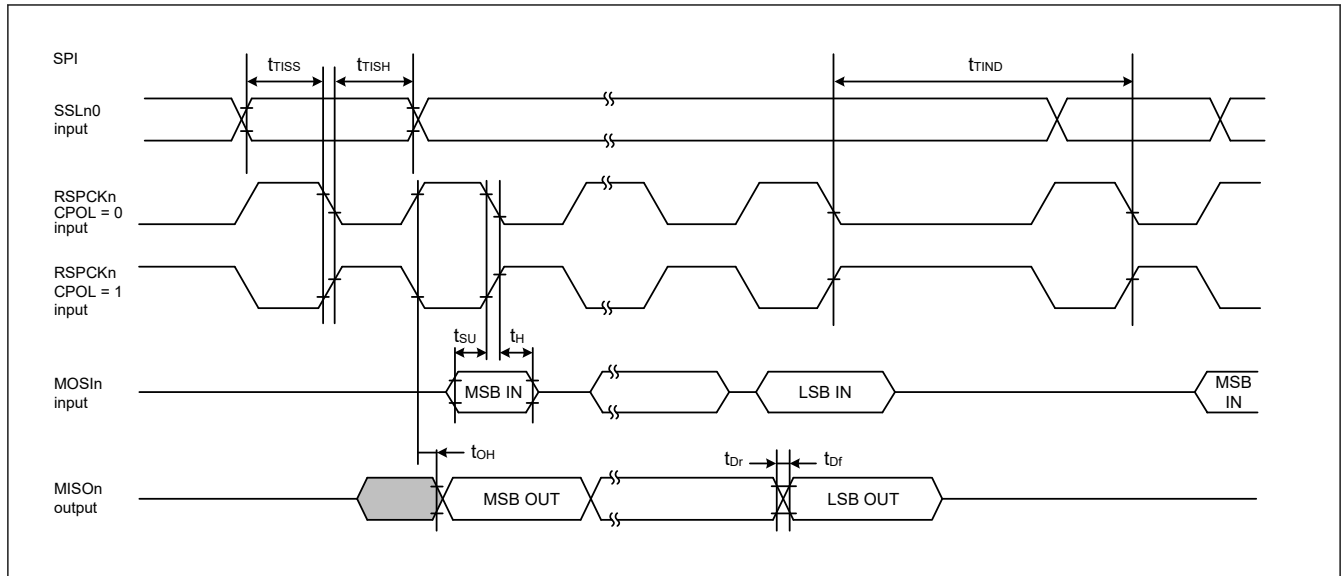 SPI
tTISS
tTISH
tTIND
SSLn0
input
RSPCKn
CPOL = 0
input
RSPCKn
CPOL = 1
input
tSU
tH
MOSIn
input
MSB IN
LSB IN
MSB
IN
tOH
tDr
tDf
MISOn
output
MSB OUT
LSB OUT